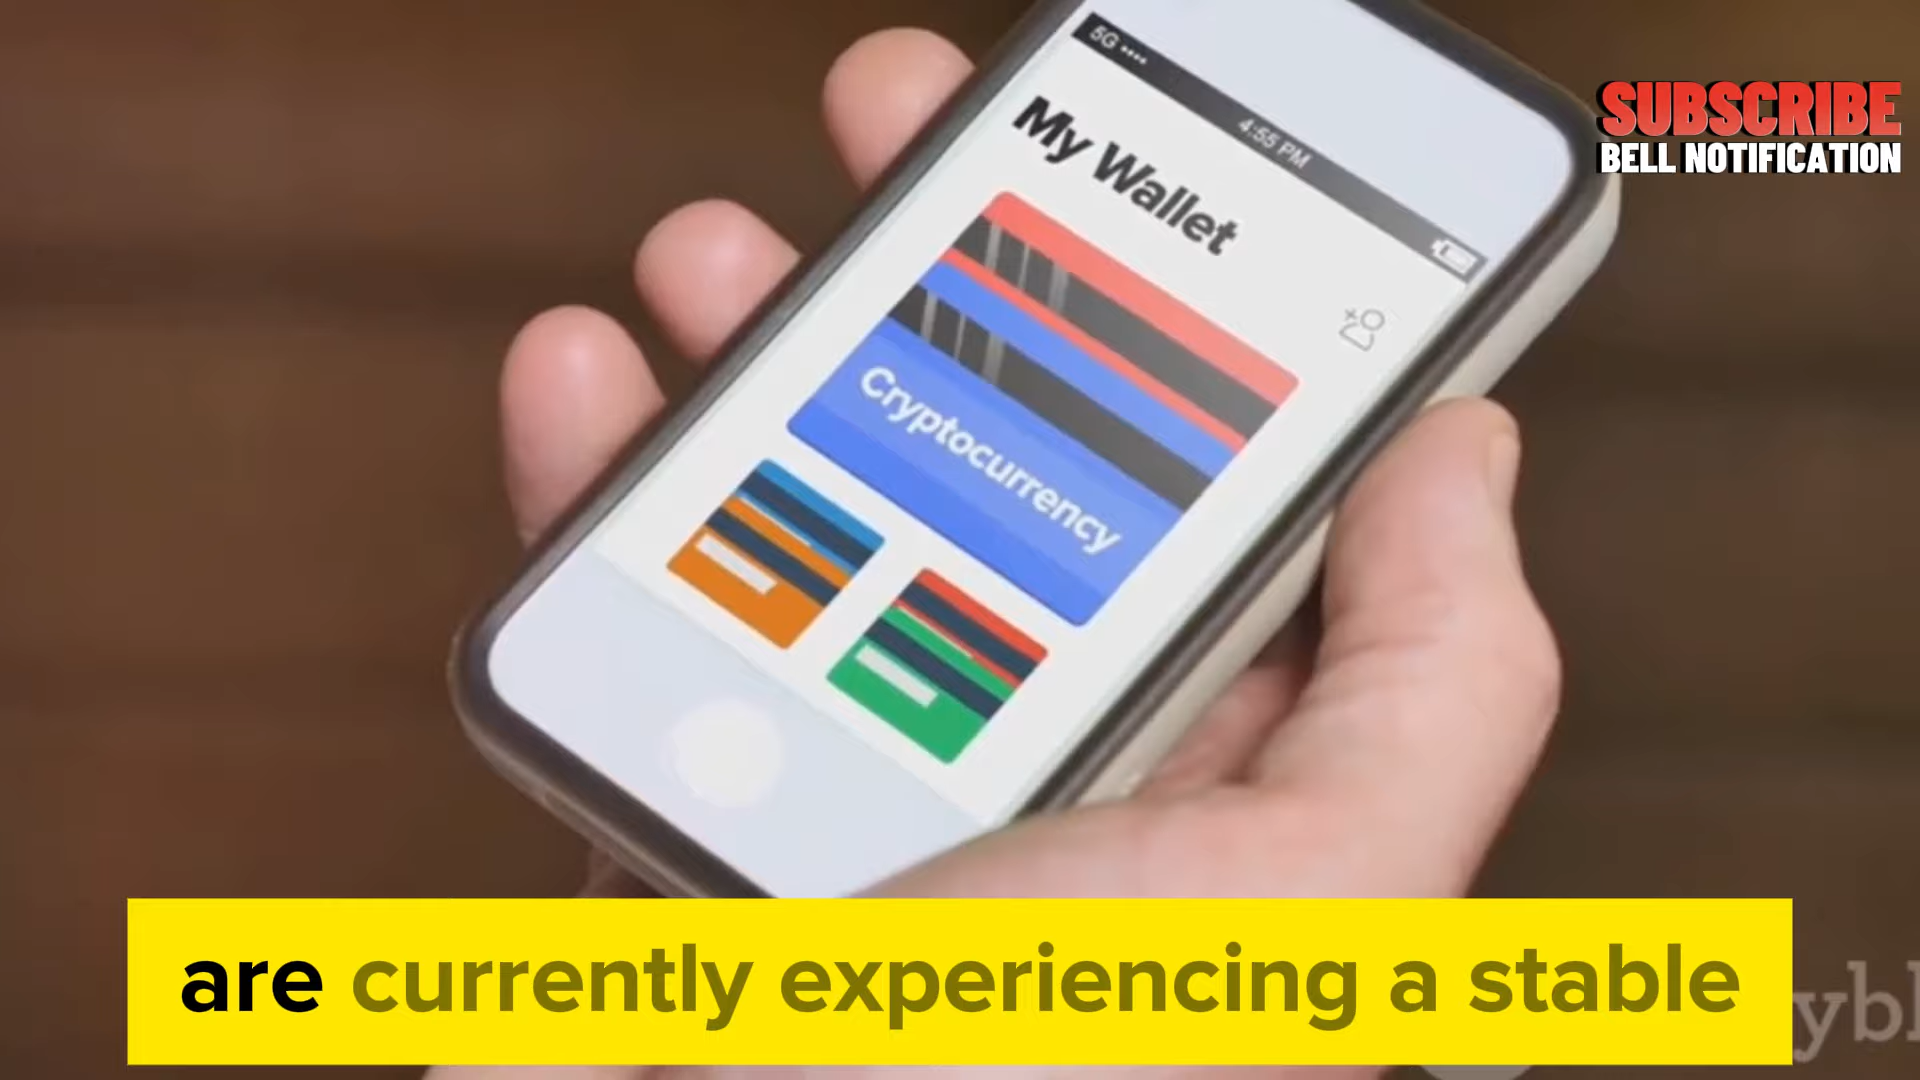 5G
4:55 PM
My Wallet
Cryptocurrency
SUBSCRIBE
BELL NOTIFICATION
are currently experiencing a stable